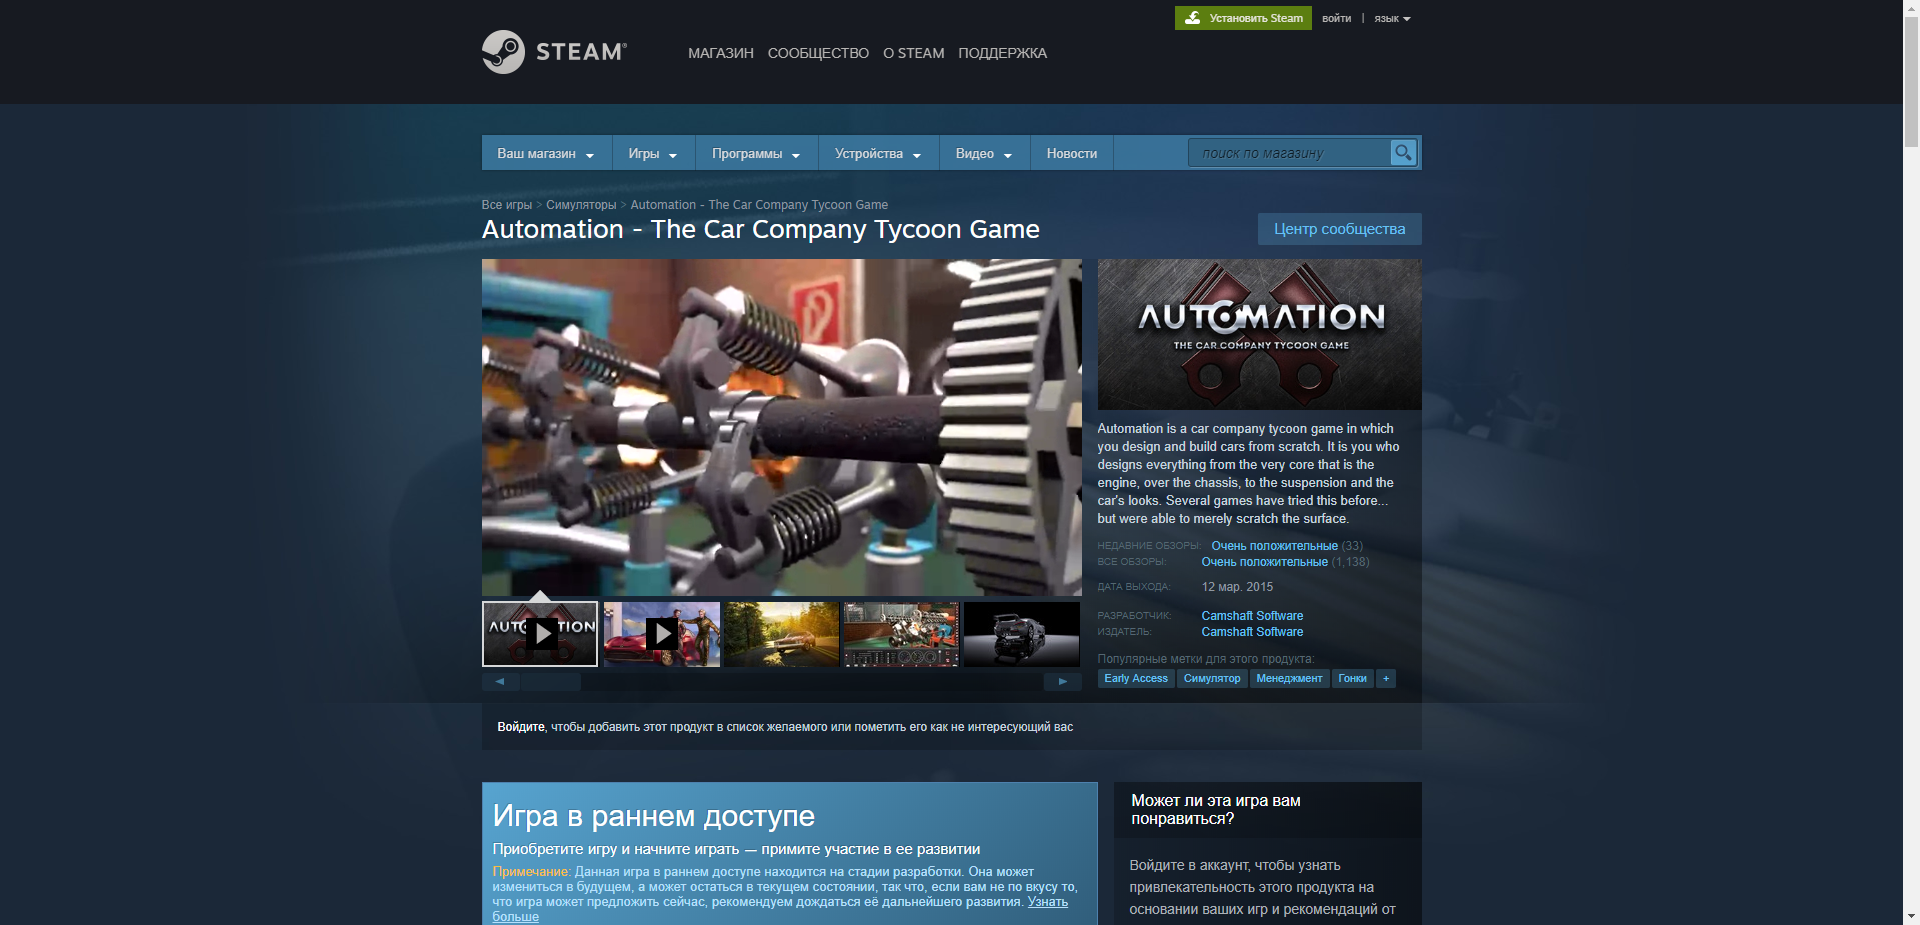 Установить Steam
войти | язык
STEAM®
МАГАЗИН СООБЩЕСТВО О STEAM ПОДДЕРЖКА
Ваш магазин Игры Программы Устройства Видео Новости поиск по магазину
Все игры > Симуляторы > Automation - The Car Company Tycoon Game
Automation - The Car Company Tycoon Game
Центр сообщества
AUTOMATION
THE CAR COMPANY TYCOON GAME
Automation is a car company tycoon game in which
you design and build cars from scratch. It is you who
designs everything from the very core that is the
engine, over the chassis, to the suspension and the
car's looks. Several games have tried this before...
but were able to merely scratch the surface.
НЕДАВНИЕ ОБЗОРЫ: Очень положительные (33)
ВСЕ ОБЗОРЫ: Очень положительные (1,138)
ДАТА ВЫХОДА: 12 мар. 2015
РАЗРАБОТЧИК: Camshaft Software
ИЗДАТЕЛЬ: Camshaft Software
Популярные метки для этого продукта:
Early Access Симулятор Менеджмент Гонки +
Войдите, чтобы добавить этот продукт в список желаемого или пометить его как не интересующий вас
Игра в раннем доступе
Приобретите игру и начните играть — примите участие в ее развитии
Примечание: Данная игра в раннем доступе находится на стадии разработки. Она может
измениться в будущем, а может остаться в текущем состоянии, так что, если вам не по вкусу то,
что игра может предложить сейчас, рекомендуем дождаться её дальнейшего развития. Узнать
больше
Может ли эта игра вам
понравиться?
Войдите в аккаунт, чтобы узнать
привлекательность этого продукта на
основании ваших игр и рекомендаций от